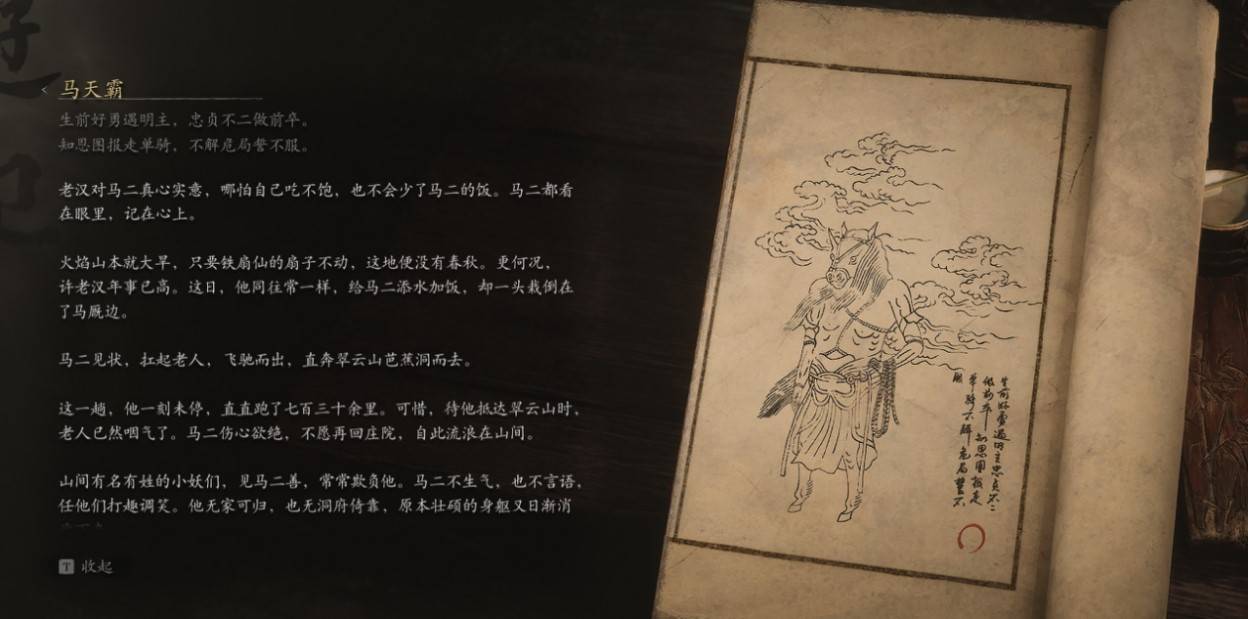 马天霸
生前好勇遇明主，忠贞不二做前卒。
知恩图报走单骑，不解危局誓不服。
老汉对马二真心实意，哪怕自己吃不饱，也不会少了马二的饭。马二都看
在眼里，记在心上。
火焰山本就大旱，只要铁扇仙的扇子不动，这地便没有春秋。更何况，
许老汉年事已高。这日，他同往常一样，给马二添水加饭，却一头栽倒在
了马厩边。
马二见状，扛起老人，飞驰而出，直奔翠云山芭蕉洞而去。
这一趟，他一刻未停，直直跑了七百三十余里。可惜，待他抵达翠云山时，
老人已然咽气了。马二伤心欲绝，不愿再回庄院，自此流浪在山间。
山间有名有姓的小妖们，见马二善，常常欺负他。马二不生气，也不言语，
任他们打趣调笑。他无家可归，也无洞府倚靠，原本壮硕的身躯又日渐消
T 收起
生前好勇遇明主忠贞不二
做前卒 知恩图报走
单骑不解危局誓不
服